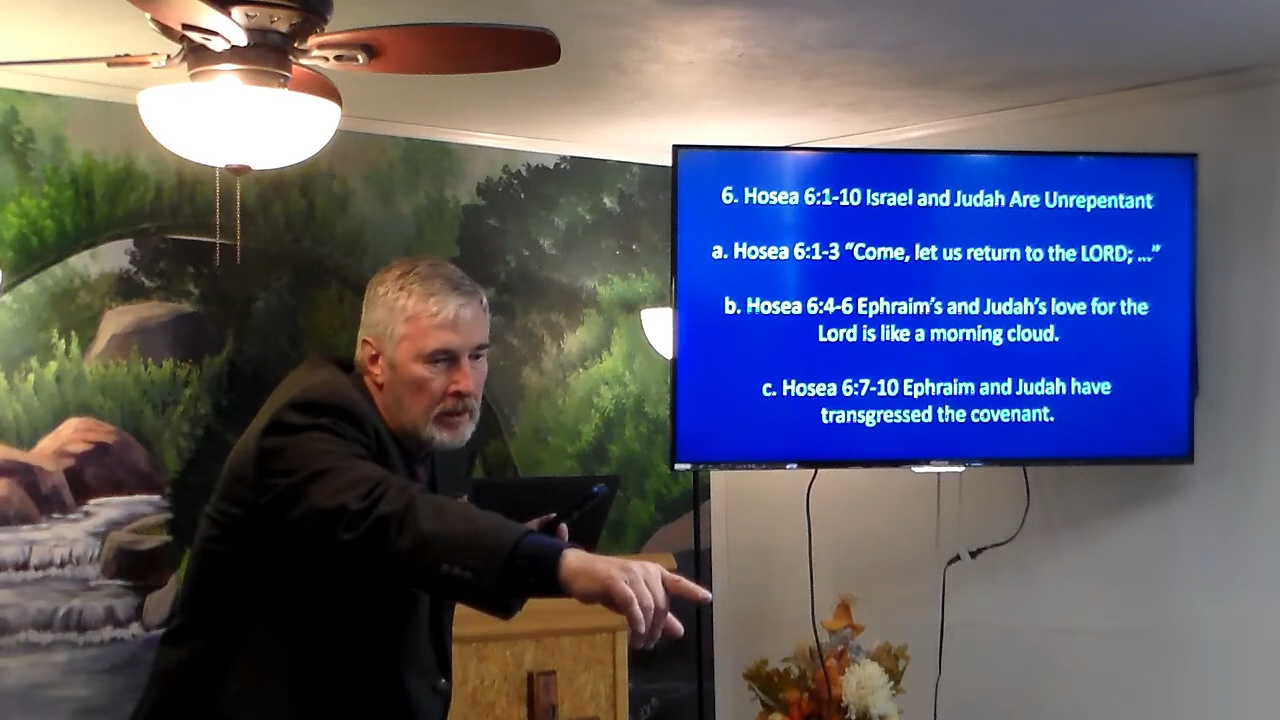 6. Hosea 6:1-10 Israel and Judah Are Unrepentant
a. Hosea 6:1-3 “Come, let us return to the LORD; ...”
b. Hosea 6:4-6 Ephraim’s and Judah’s love for the
Lord is like a morning cloud.
c. Hosea 6:7-10 Ephraim and Judah have
transgressed the covenant.